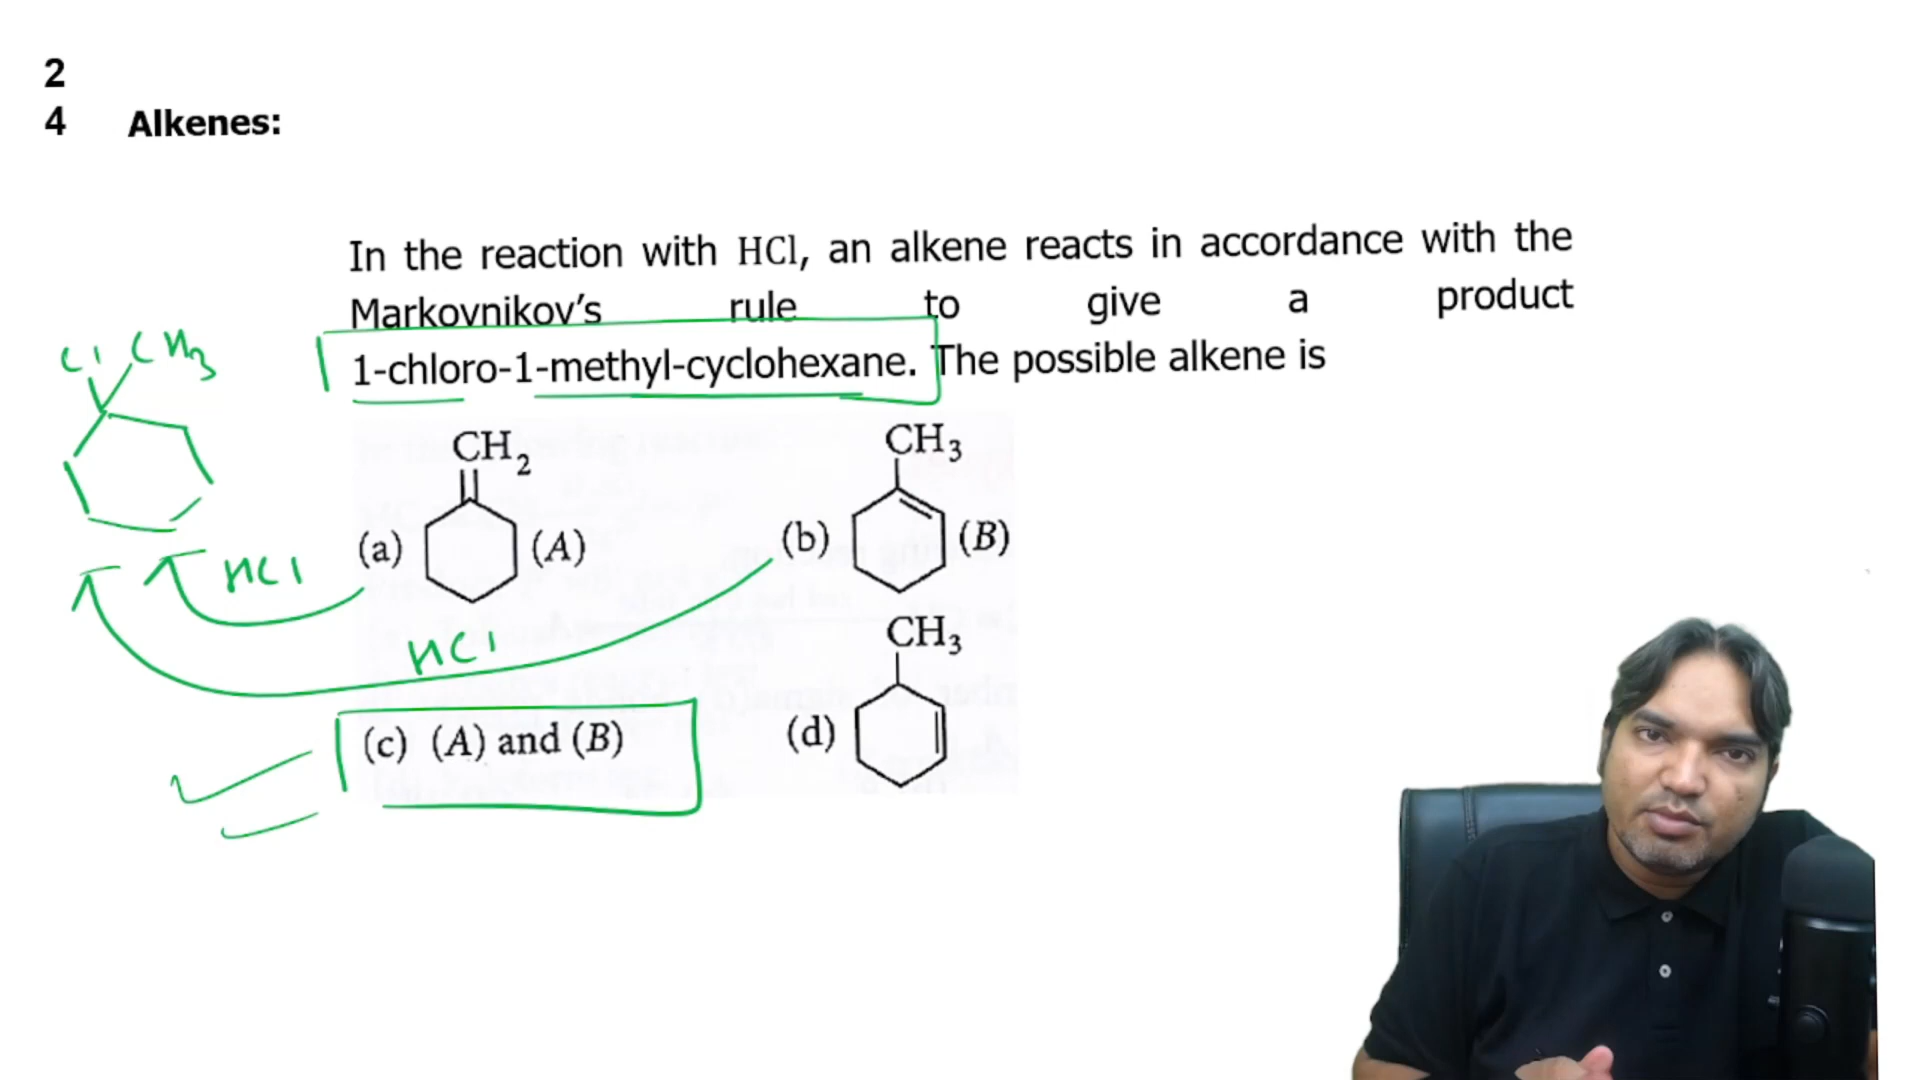 2
4 Alkenes:
In the reaction with HCl, an alkene reacts in accordance with the
Markovnikov's rule to give a product
1-chloro-1-methyl-cyclohexane. The possible alkene is
Cl CH3
CH2
CH3
(a) (A)
(b) (B)
HCl
HCl
CH3
(c) (A) and (B)
(d)